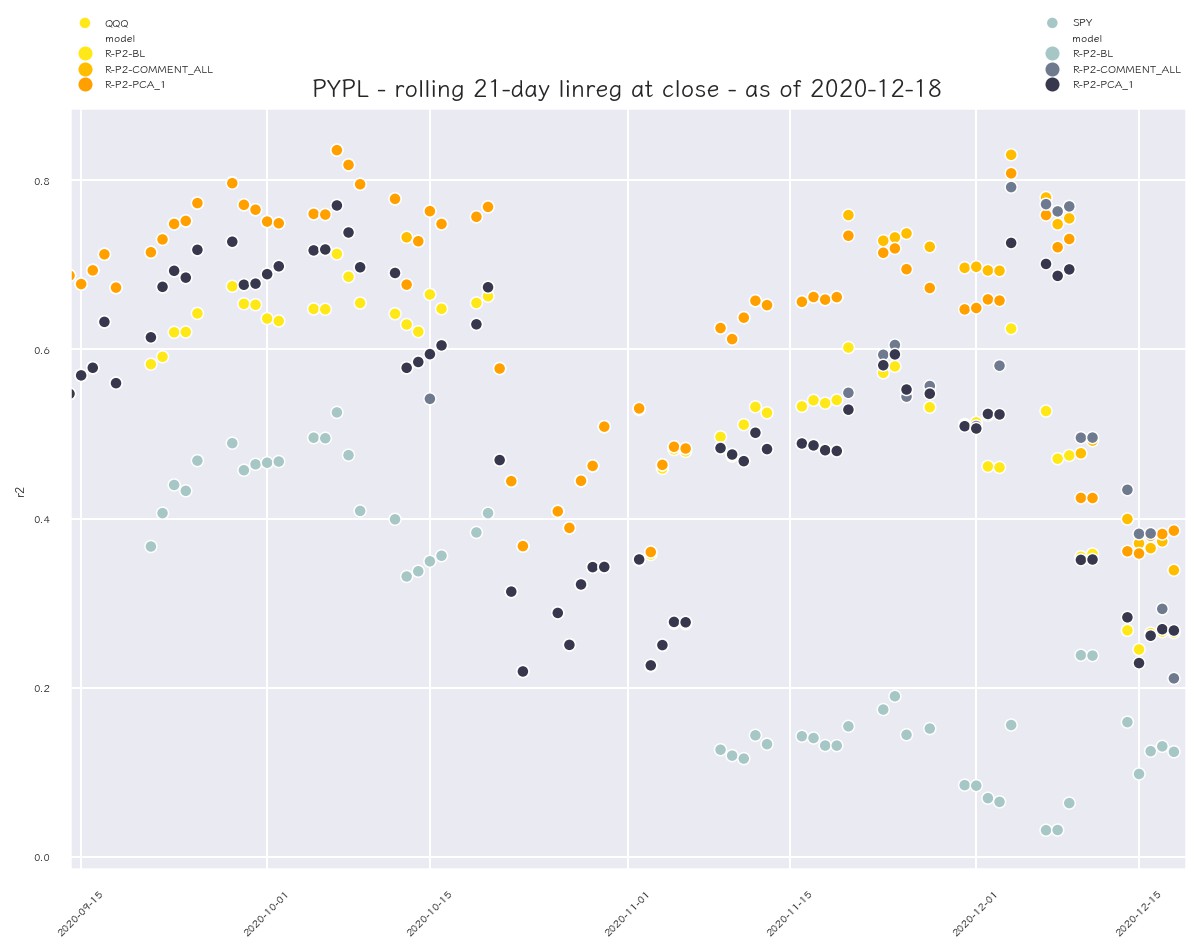 QQQ
model
R-P2-BL
R-P2-COMMENT_ALL
R-P2-PCA_1
SPY
model
R-P2-BL
R-P2-COMMENT_ALL
R-P2-PCA_1
PYPL - rolling 21-day linreg at close - as of 2020-12-18
r2
0.8
0.6
0.4
0.2
0.0
2020-09-15
2020-10-01
2020-10-15
2020-11-01
2020-11-15
2020-12-01
2020-12-15